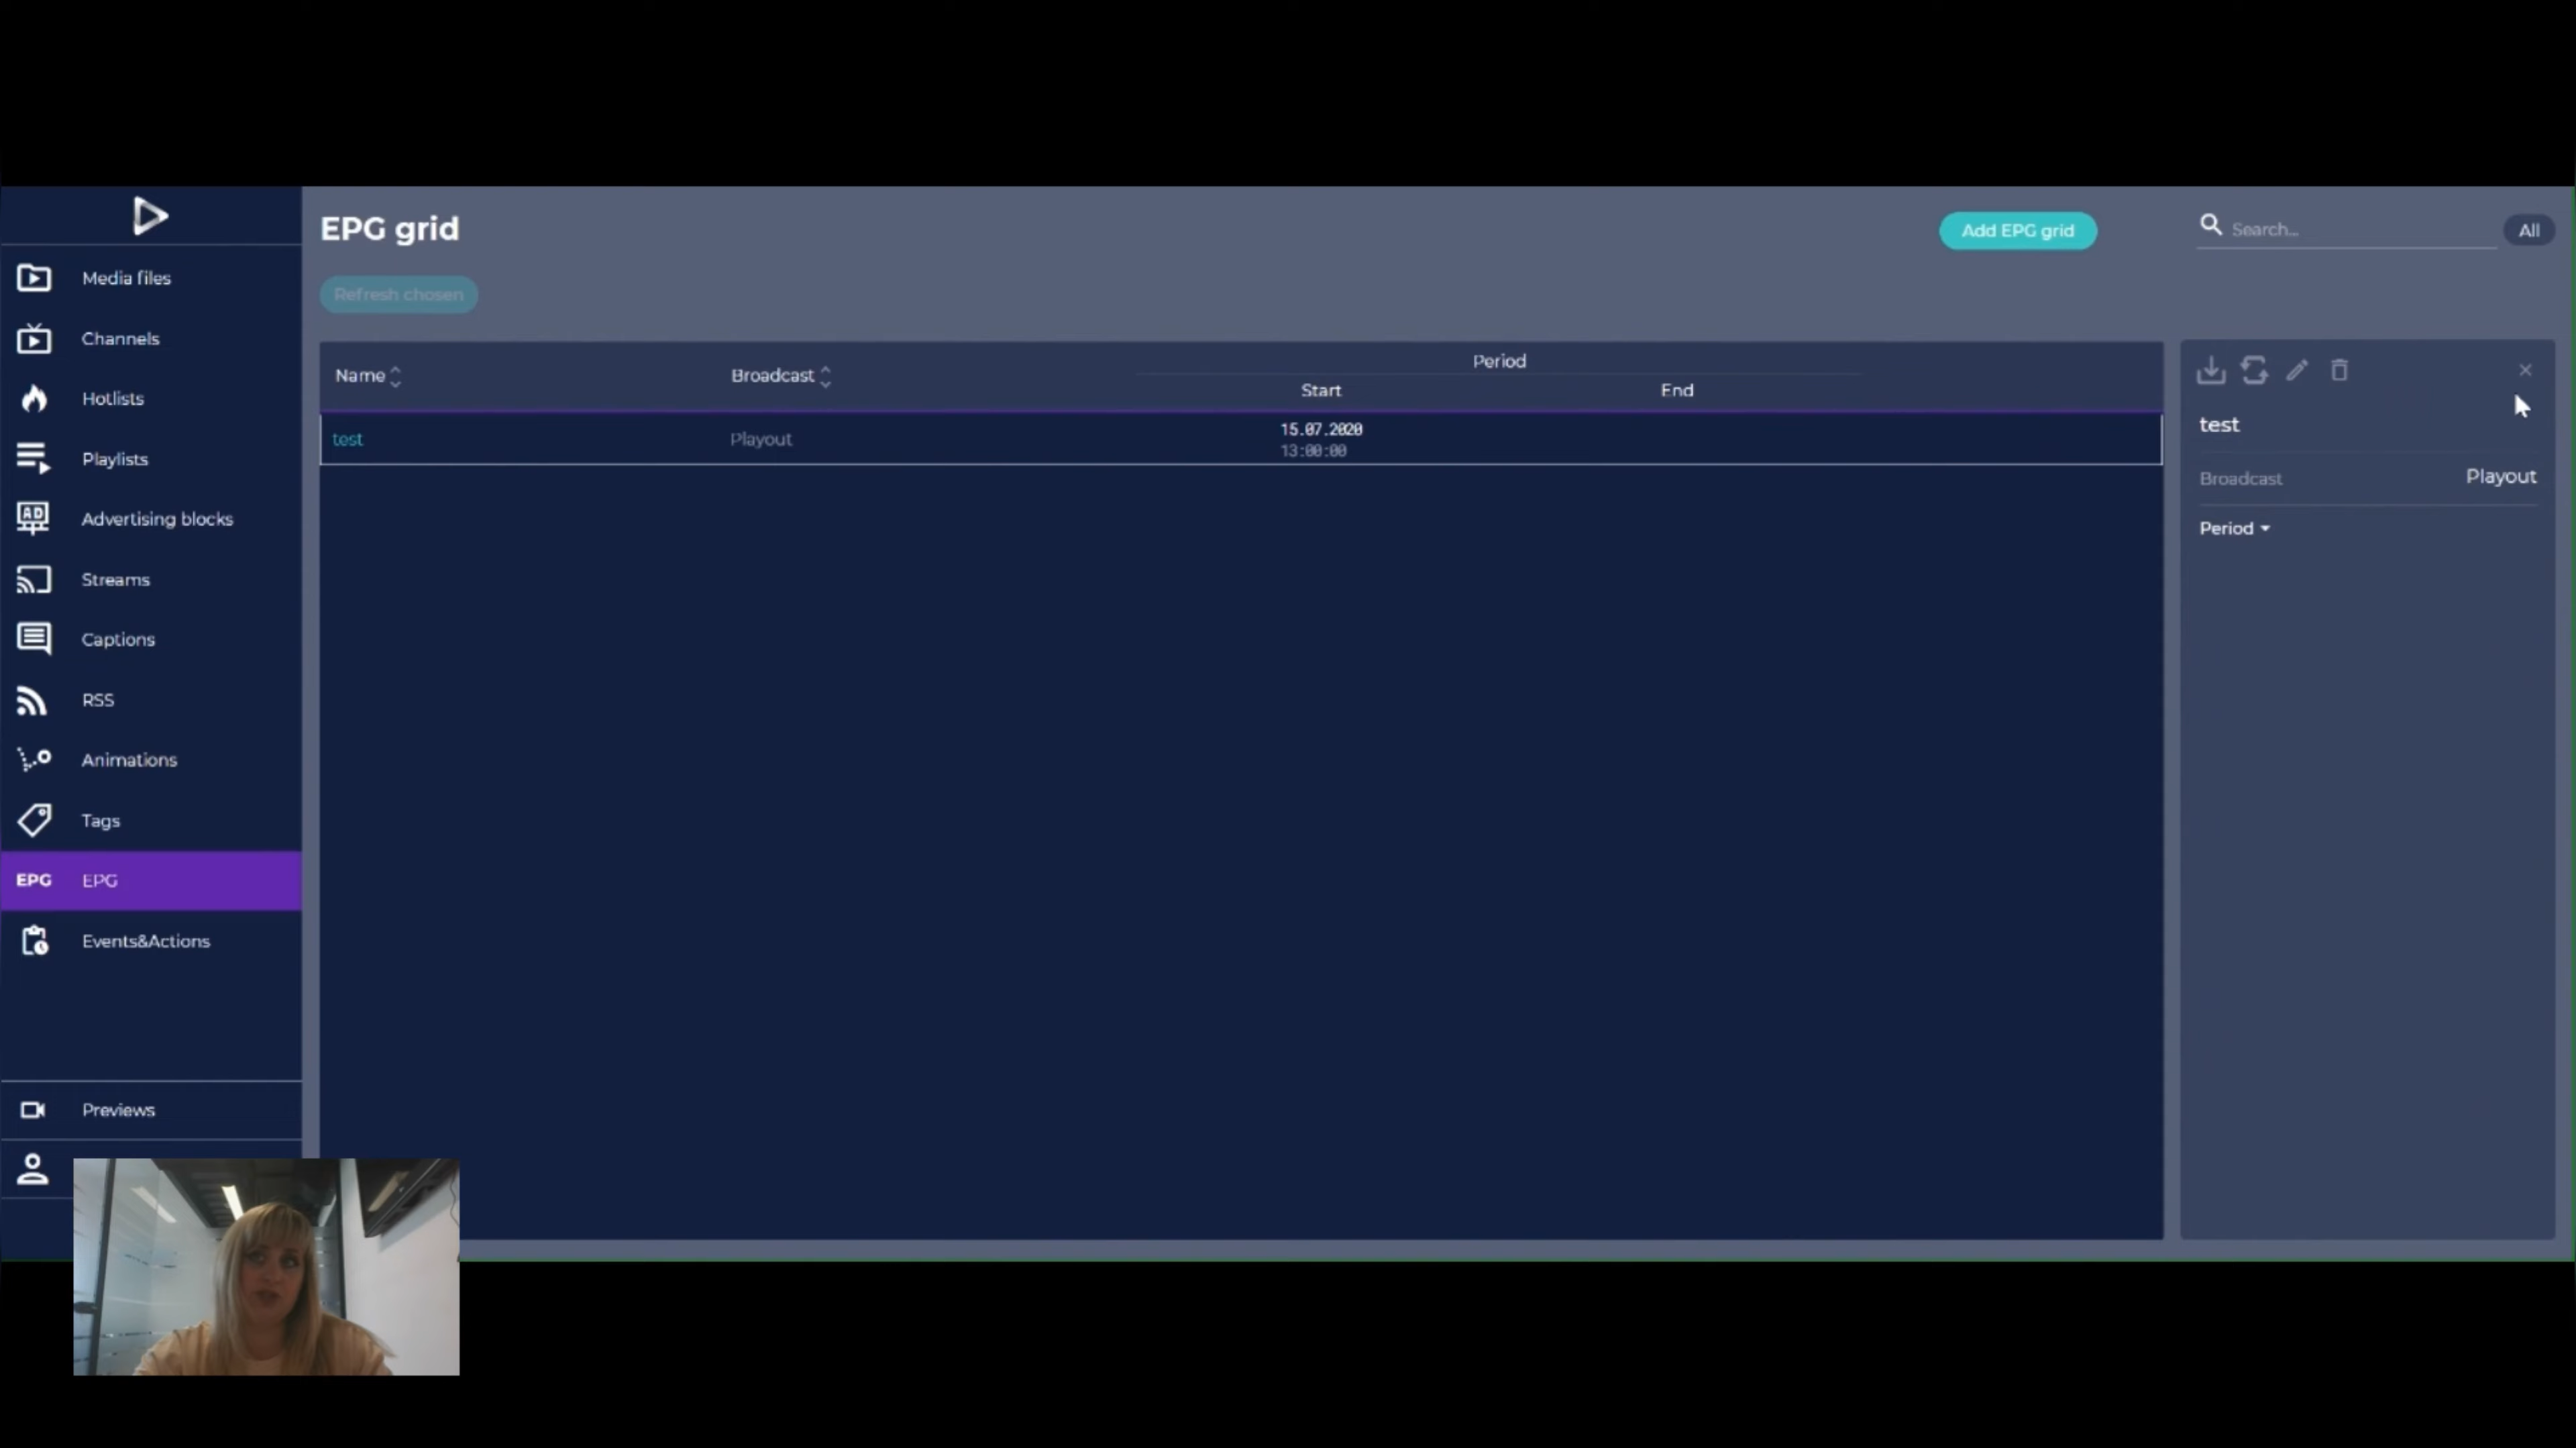 EPG grid
Add EPG grid
Search...
All
Refresh chosen
Media files
Channels
Hotlists
Playlists
AD
Advertising blocks
Streams
Captions
RSS
Animations
Tags
EPG
EPG
Events&Actions
Previews
Name
Broadcast
Period
Start
End
test
Playout
15.07.2020
13:00:00
test
Broadcast
Playout
Period